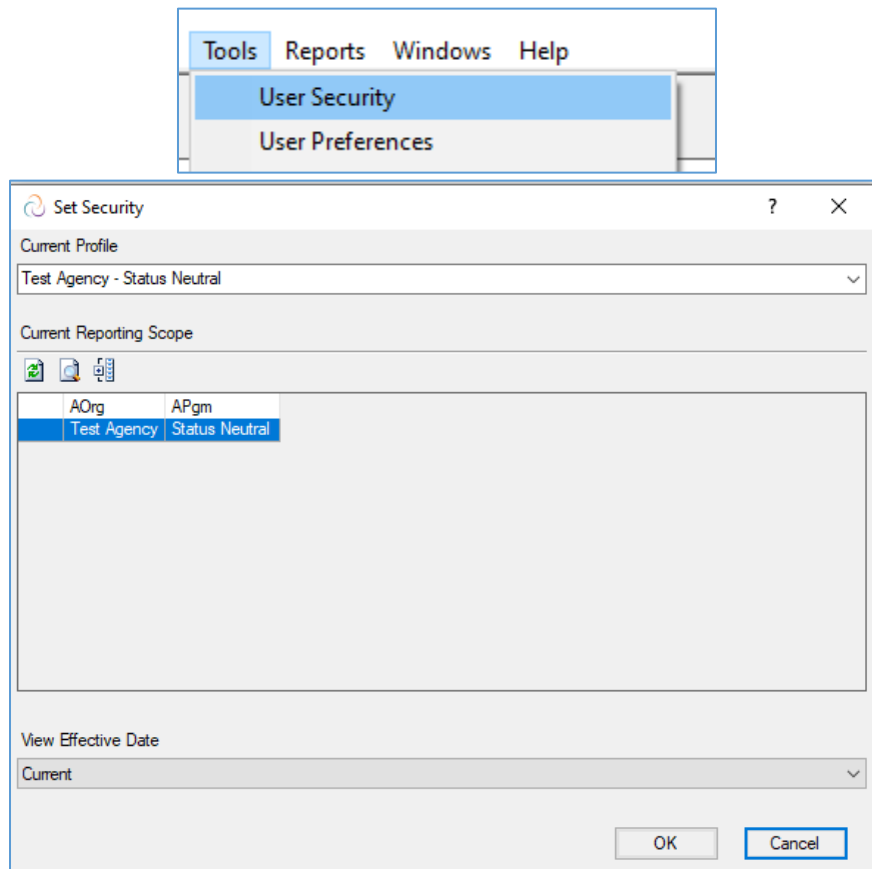 Tools Reports Windows Help
User Security
User Preferences
Set Security ?
Current Profile
Test Agency - Status Neutral
Current Reporting Scope
AOrg APgm
Test Agency Status Neutral
View Effective Date
Current
OK Cancel